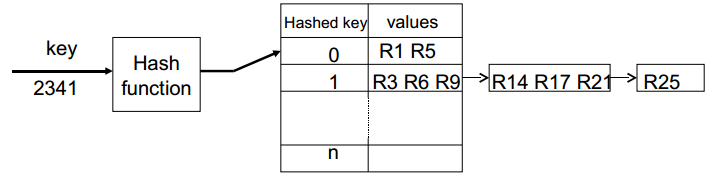 key
2341
Hash
function
Hashed key values
0 R1 R5
1 R3 R6 R9 R14 R17 R21 R25
n